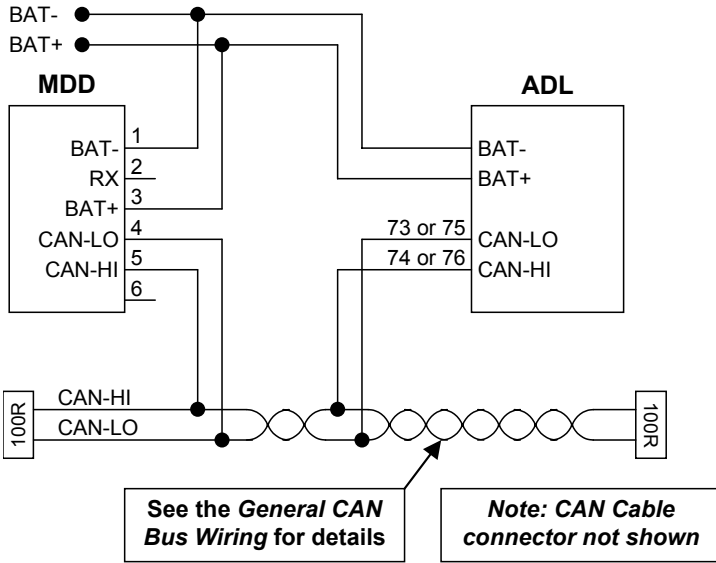 BAT-
BAT+
MDD
ADL
BAT- 1
RX 2
BAT+ 3
CAN-LO 4
CAN-HI 5
6
BAT-
BAT+
73 or 75 CAN-LO
74 or 76 CAN-HI
100R
CAN-HI
CAN-LO
100R
See the General CAN
Bus Wiring for details
Note: CAN Cable
connector not shown